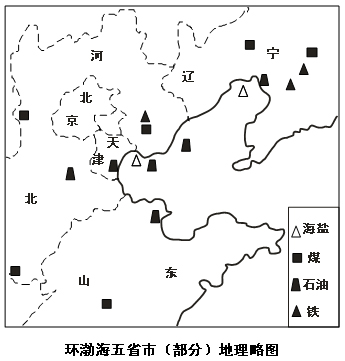 河
辽
宁
北
京
天
津
北
山
东
海盐
煤
石油
铁
环渤海五省市（部分）地理略图